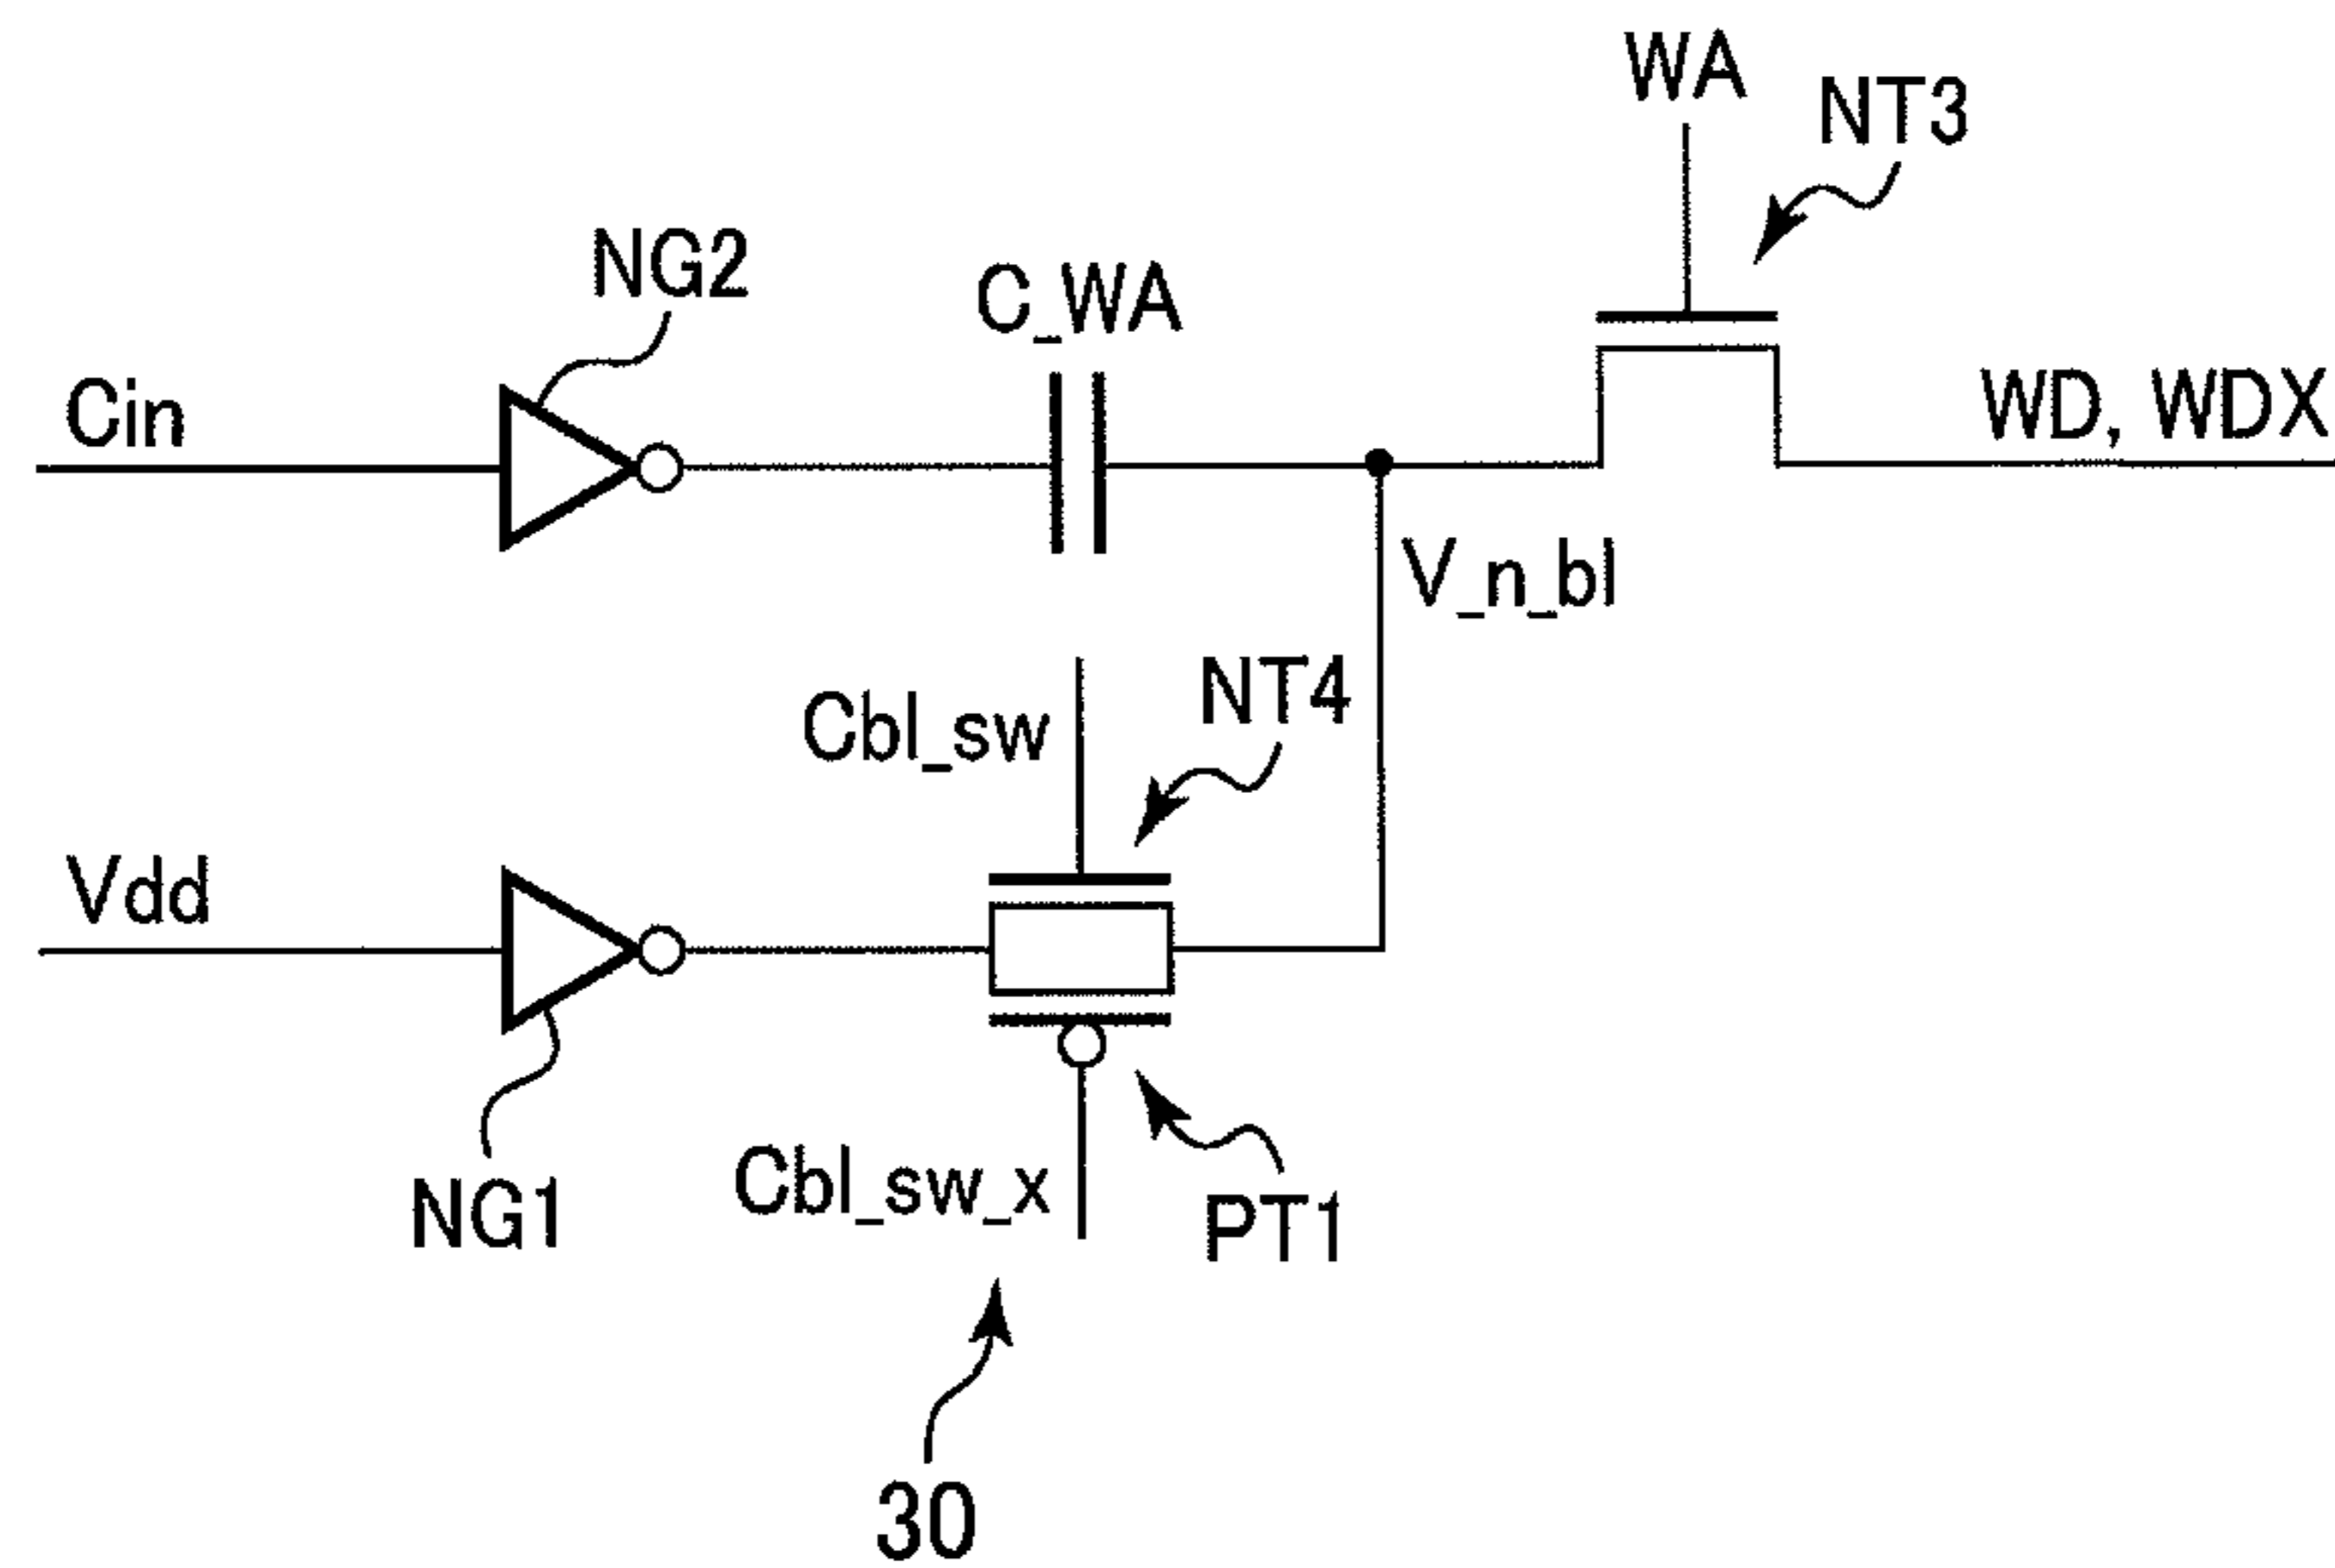 WA
NT3
NG2
C_WA
Cin
WD, WDX
V_n_bl
NT4
Cbl_sw
Vdd
Cbl_sw_x
NG1
PT1
30